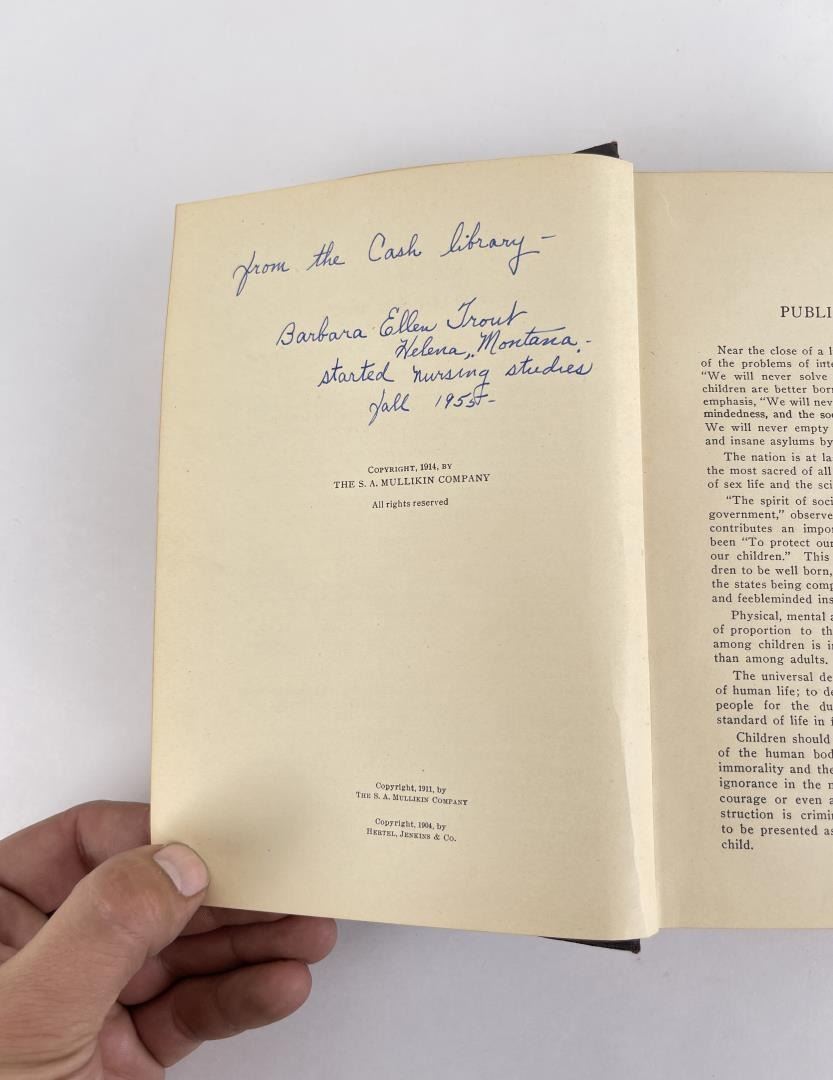 from the Cash library -
Barbara Ellen Trout
Helena, Montana. -
started nursing studies
fall 1955 -
COPYRIGHT, 1914, BY
THE S. A. MULLIKIN COMPANY
All rights reserved
Copyright, 1911, by
THE S. A. MULLIKIN COMPANY
Copyright, 1904, by
HERTEL, JENKINS & CO.
PUBLI
Near the close of a l
of the problems of inte
"We will never solve
children are better bor
emphasis, "We will nev
mindedness, and the so
We will never empty
and insane asylums by
The nation is at la
the most sacred of all
of sex life and the sci
"The spirit of soci
government," observe
contributes an impo
been "To protect our
our children." This
dren to be well born,
the states being comp
and feebleminded ins
Physical, mental a
of proportion to th
among children is i
than among adults.
The universal de
of human life; to de
people for the du
standard of life in
Children should
of the human bod
immorality and the
ignorance in the
courage or even a
struction is crimi
to be presented as
child.